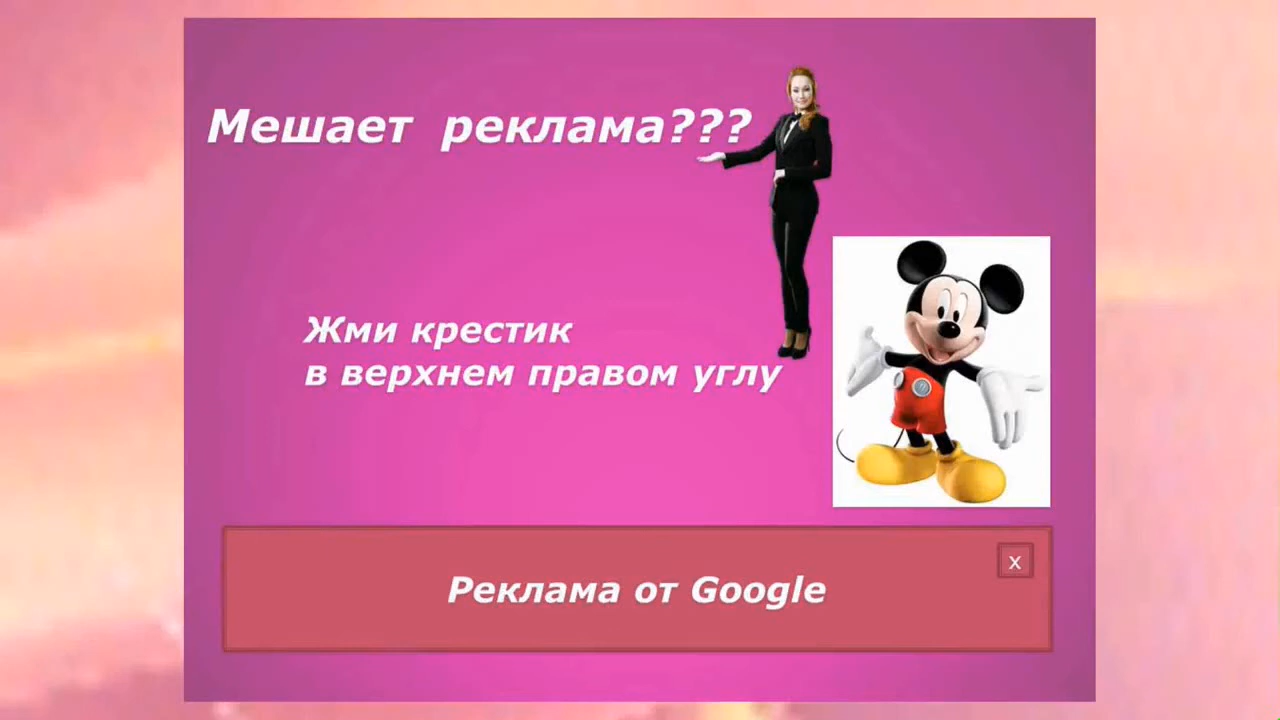 Мешает реклама???
Жми крестик
в верхнем правом углу
x
Реклама от Google